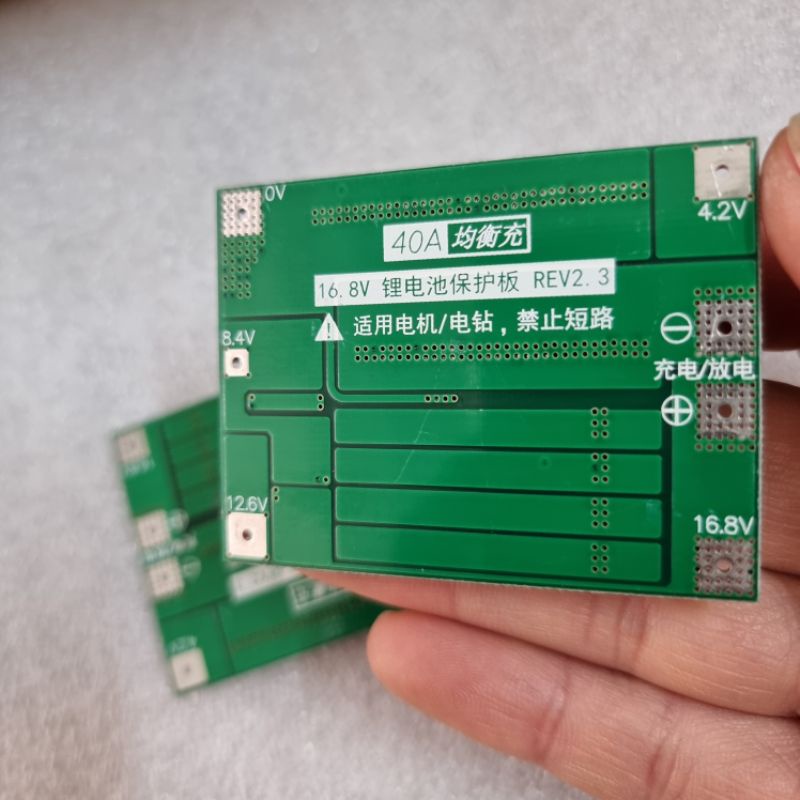 0V
4.2V
40A 均衡充
16.8V 锂电池保护板 REV2.3
适用电机/电钻，禁止短路
8.4V
⊖
充电/放电
⊕
12.6V
16.8V